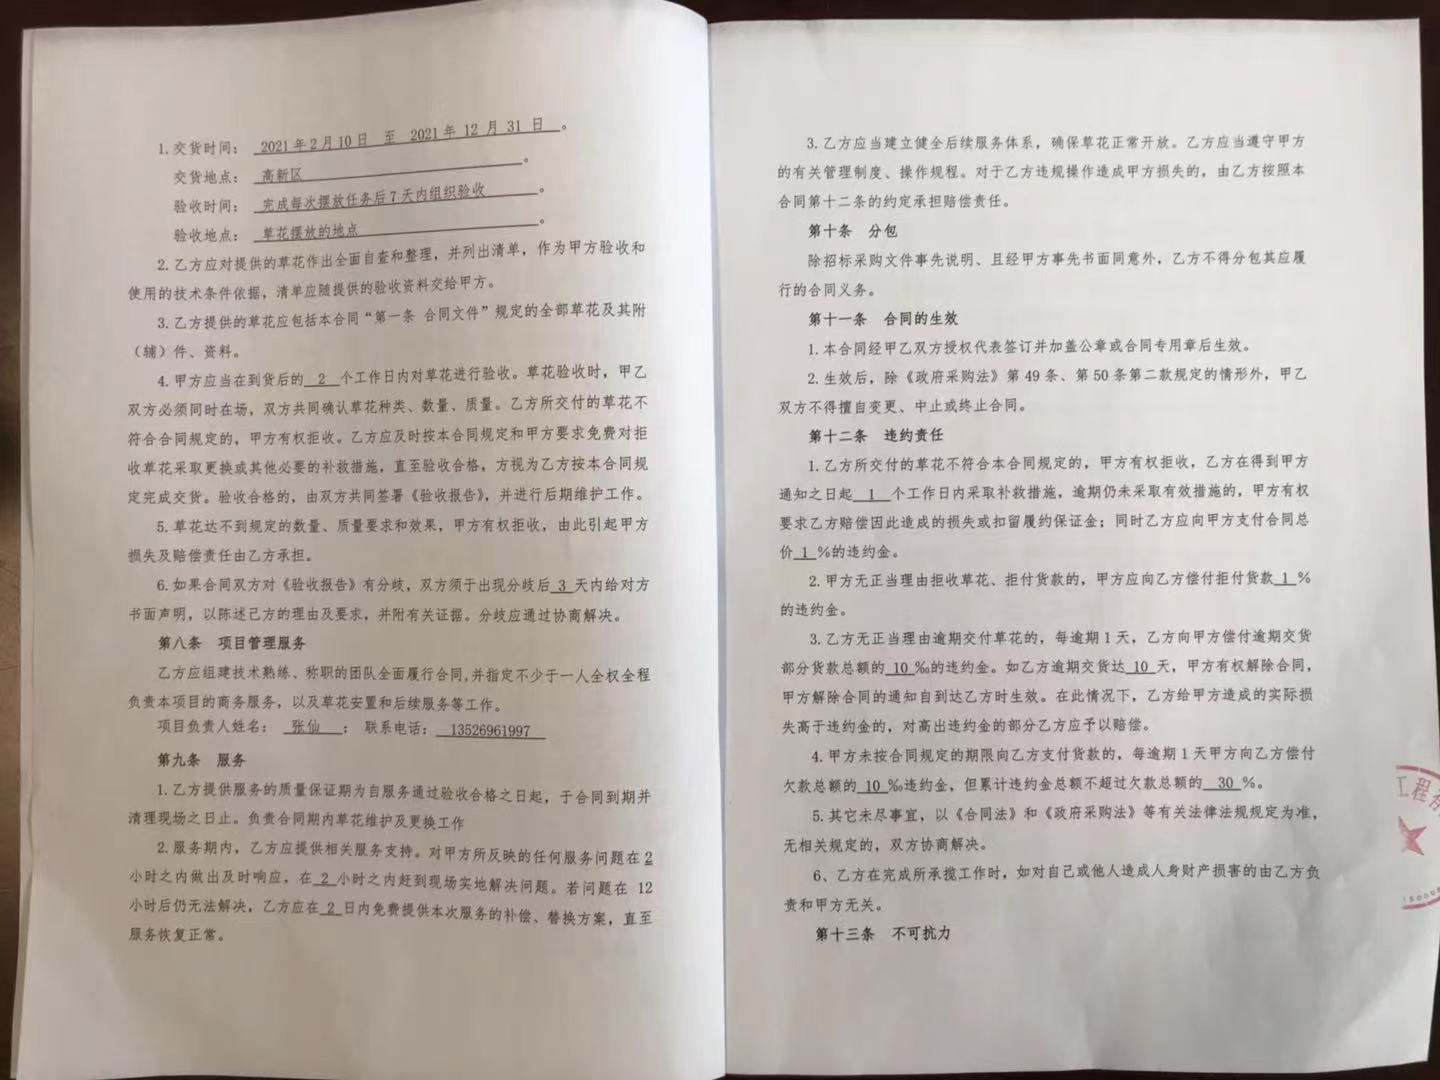 1.交货时间： 2021年2月10日 至 2021年 12 月 31 日 。
交货地点： 高新区 。
验收时间： 完成每次摆放任务后7天内组织验收 。
验收地点： 草花摆放的地点 。
2.乙方应对提供的草花作出全面自查和整理，并列出清单，作为甲方验收和
使用的技术条件依据，清单应随提供的验收资料交给甲方。
3.乙方提供的草花应包括本合同“第一条 合同文件”规定的全部草花及其附
（辅）件、资料。
4.甲方应当在到货后的 2 个工作日内对草花进行验收。草花验收时，甲乙
双方必须同时在场，双方共同确认草花种类、数量、质量。乙方所交付的草花不
符合合同规定的，甲方有权拒收。乙方应及时按本合同规定和甲方要求免费对拒
收草花采取更换或其他必要的补救措施，直至验收合格，方视为乙方按本合同规
定完成交货。验收合格的，由双方共同签署《验收报告》，并进行后期维护工作。
5.草花达不到规定的数量、质量要求和效果，甲方有权拒收，由此引起甲方
损失及赔偿责任由乙方承担。
6.如果合同双方对《验收报告》有分歧，双方须于出现分歧后 3 天内给对方
书面声明，以陈述己方的理由及要求，并附有关证据。分歧应通过协商解决。
第八条 项目管理服务
乙方应组建技术熟练、称职的团队全面履行合同,并指定不少于一人全权全程
负责本项目的商务服务，以及草花安置和后续服务等工作。
项目负责人姓名： 张仙 ； 联系电话： 13526961997
第九条 服务
1.乙方提供服务的质量保证期为自服务通过验收合格之日起，于合同到期并
清理现场之日止。负责合同期内草花维护及更换工作
2.服务期内，乙方应提供相关服务支持。对甲方所反映的任何服务问题在 2
小时之内做出及时响应，在 2 小时之内赶到现场实地解决问题。若问题在 12
小时后仍无法解决，乙方应在 2 日内免费提供本次服务的补偿、替换方案，直至
服务恢复正常。
3.乙方应当建立健全后续服务体系，确保草花正常开放。乙方应当遵守甲方
的有关管理制度、操作规程。对于乙方违规操作造成甲方损失的，由乙方按照本
合同第十二条的约定承担赔偿责任。
第十条 分包
除招标采购文件事先说明、且经甲方事先书面同意外，乙方不得分包其应履
行的合同义务。
第十一条 合同的生效
1.本合同经甲乙双方授权代表签订并加盖公章或合同专用章后生效。
2.生效后，除《政府采购法》第 49 条、第 50 条第二款规定的情形外，甲乙
双方不得擅自变更、中止或终止合同。
第十二条 违约责任
1.乙方所交付的草花不符合本合同规定的，甲方有权拒收，乙方在得到甲方
通知之日起 1 个工作日内采取补救措施，逾期仍未采取有效措施的，甲方有权
要求乙方赔偿因此造成的损失或扣留履约保证金；同时乙方应向甲方支付合同总
价 1 %的违约金。
2.甲方无正当理由拒收草花、拒付货款的，甲方应向乙方偿付拒付货款 1 %
的违约金。
3.乙方无正当理由逾期交付草花的，每逾期 1 天，乙方向甲方偿付逾期交货
部分货款总额的 10 ‰的违约金。如乙方逾期交货达 10 天，甲方有权解除合同，
甲方解除合同的通知自到达乙方时生效。在此情况下，乙方给甲方造成的实际损
失高于违约金的，对高出违约金的部分乙方应予以赔偿。
4.甲方未按合同规定的期限向乙方支付货款的，每逾期 1 天甲方向乙方偿付
欠款总额的 10 ‰违约金，但累计违约金总额不超过欠款总额的 30 %。
5.其它未尽事宜，以《合同法》和《政府采购法》等有关法律法规规定为准，
无相关规定的，双方协商解决。
6、乙方在完成所承揽工作时，如对自己或他人造成人身财产损害的由乙方负
责和甲方无关。
第十三条 不可抗力
工程有